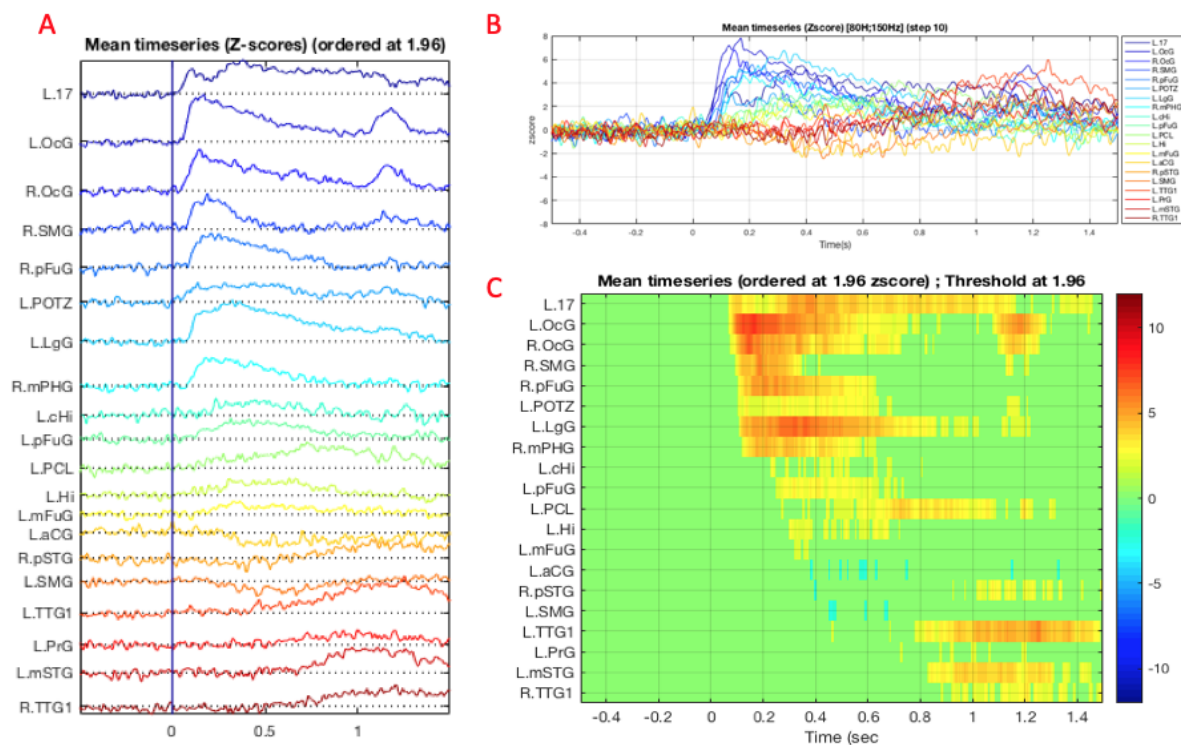 A
Mean timeseries (Z-scores) (ordered at 1.96)
L.17
L.OcG
R.OcG
R.SMG
R.pFuG
L.POTZ
L.LgG
R.mPHG
L.cHi
L.pFuG
L.PCL
L.Hi
L.mFuG
L.aCG
R.pSTG
L.SMG
L.TTG1
L.PrG
L.mSTG
R.TTG1
0
0.5
1
B
Mean timeseries (Zscore) [80H;150Hz] (step 10)
zscore
8
6
4
2
0
-2
-4
-6
-8
-0.4
-0.2
0
0.2
0.4
0.6
0.8
1
1.2
1.4
Time(s)
L.17
L.OcG
R.OcG
R.SMG
R.pFuG
L.POTZ
L.LgG
R.mPHG
L.cHi
L.pFuG
L.PCL
L.Hi
L.mFuG
L.aCG
R.pSTG
L.SMG
L.TTG1
L.PrG
L.mSTG
R.TTG1
C
Mean timeseries (ordered at 1.96 zscore) ; Threshold at 1.96
L.17
L.OcG
R.OcG
R.SMG
R.pFuG
L.POTZ
L.LgG
R.mPHG
L.cHi
L.pFuG
L.PCL
L.Hi
L.mFuG
L.aCG
R.pSTG
L.SMG
L.TTG1
L.PrG
L.mSTG
R.TTG1
-0.4
-0.2
0
0.2
0.4
0.6
0.8
1
1.2
1.4
Time (sec
10
5
0
-5
-10